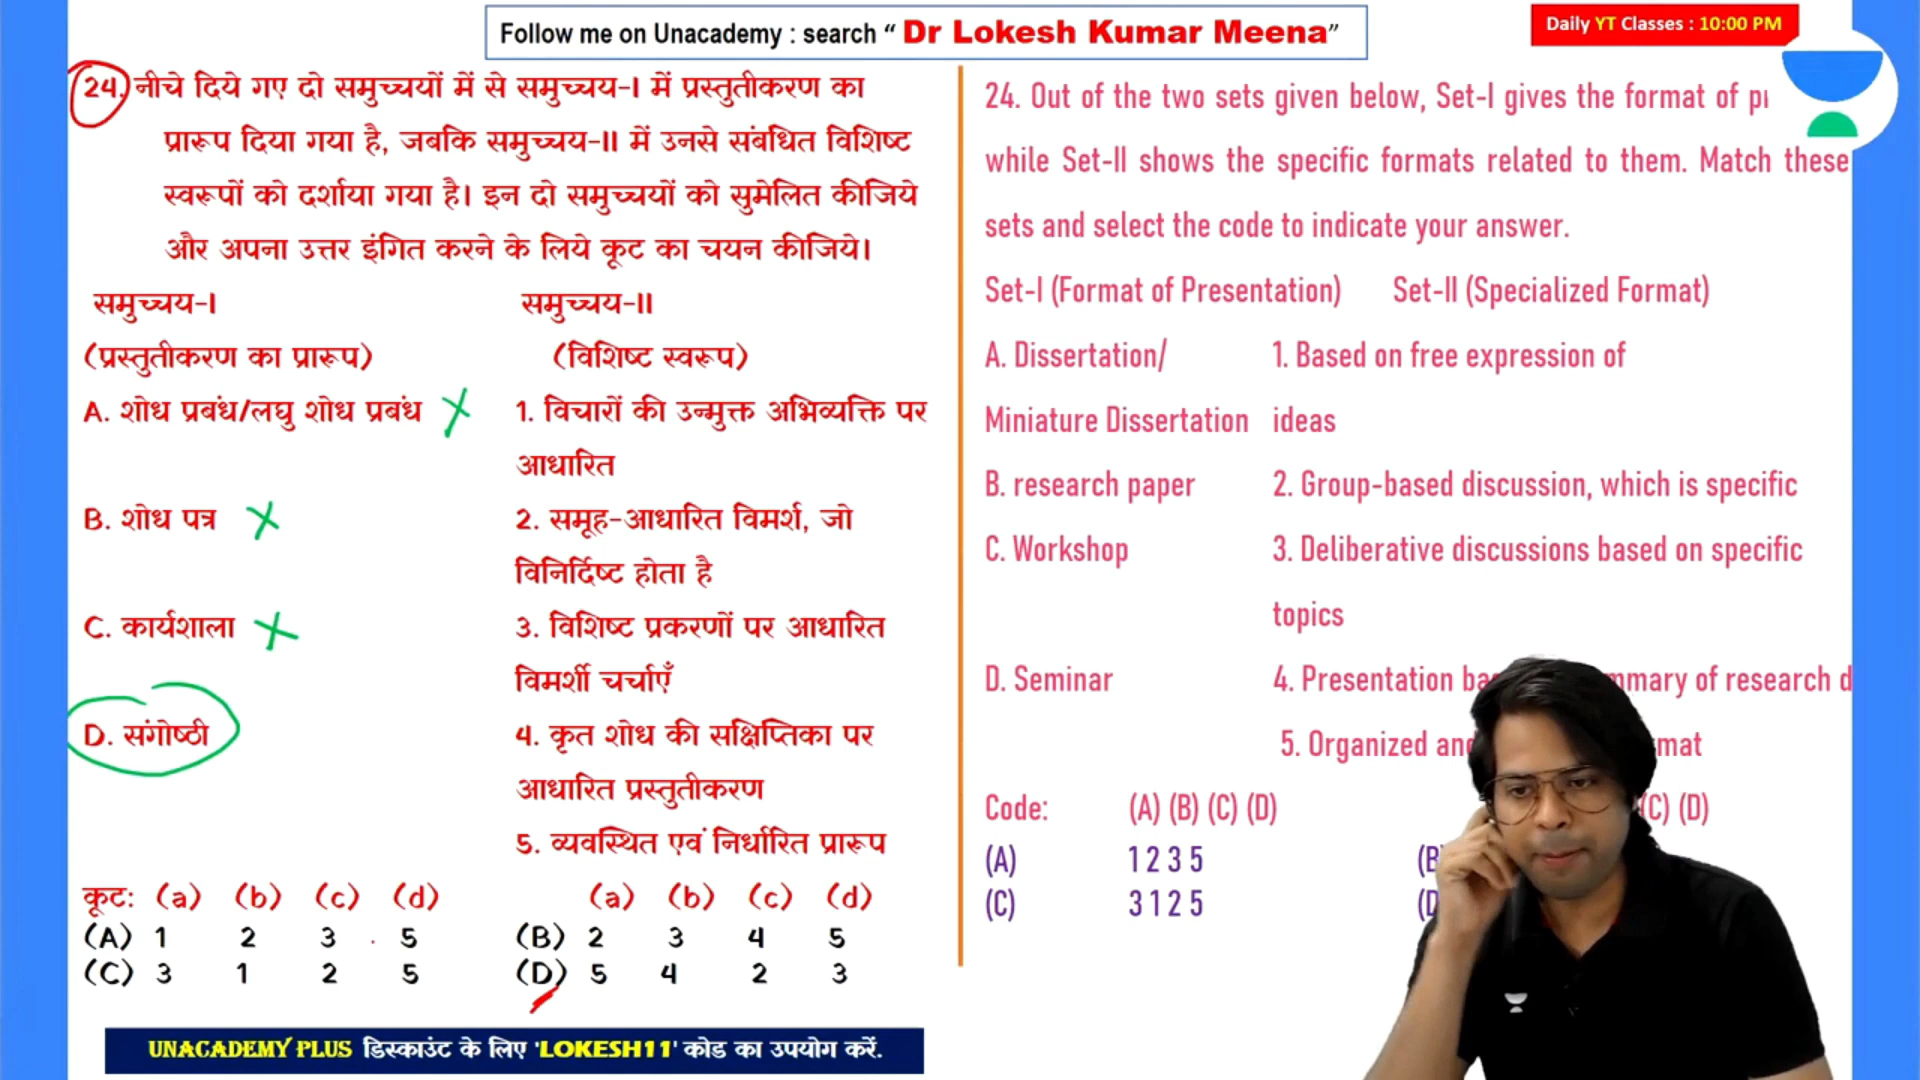 Follow me on Unacademy : search “ Dr Lokesh Kumar Meena”
Daily YT Classes : 10:00 PM
24. नीचे दिये गए दो समुच्चयों में से समुच्चय-I में प्रस्तुतीकरण का
प्रारूप दिया गया है, जबकि समुच्चय-II में उनसे संबधित विशिष्ट
स्वरूपों को दर्शाया गया है। इन दो समुच्चयों को सुमेलित कीजिये
और अपना उत्तर इंगित करने के लिये कूट का चयन कीजिये।
समुच्चय-I समुच्चय-II
(प्रस्तुतीकरण का प्रारूप) (विशिष्ट स्वरूप)
A. शोध प्रबंध/लघु शोध प्रबंध 1. विचारों की उन्मुक्त अभिव्यक्ति पर
आधारित
B. शोध पत्र 2. समूह-आधारित विमर्श, जो
विनिर्दिष्ट होता है
C. कार्यशाला 3. विशिष्ट प्रकरणों पर आधारित
विमर्शी चर्चाएँ
D. संगोष्ठी 4. कृत शोध की सक्षिप्तिका पर
आधारित प्रस्तुतीकरण
5. व्यवस्थित एवं निर्धारित प्रारूप
कूट: (a) (b) (c) (d) (a) (b) (c) (d)
(A) 1 2 3 5 (B) 2 3 4 5
(C) 3 1 2 5 (D) 5 4 2 3
24. Out of the two sets given below, Set-I gives the format of
while Set-II shows the specific formats related to them. Match these
sets and select the code to indicate your answer.
Set-I (Format of Presentation) Set-II (Specialized Format)
A. Dissertation/ 1. Based on free expression of
Miniature Dissertation ideas
B. research paper 2. Group-based discussion, which is specific
C. Workshop 3. Deliberative discussions based on specific
topics
D. Seminar 4. Presentation of research
5. Organized
Code: (A) (B) (C) (D) (C) (D)
(A) 1 2 3 5
(C) 3 1 2 5
UNACADEMY PLUS डिस्काउंट के लिए 'LOKESH11' कोड का उपयोग करें.